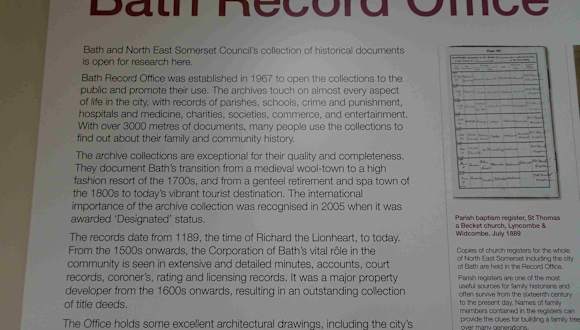 Bath Record Office
Bath and North East Somerset Council's collection of historical documents
is open for research here.
Bath Record Office was established in 1967 to open the collections to the
public and promote their use. The archives touch on almost every aspect
of life in the city, with records of parishes, schools, crime and punishment,
hospitals and medicine, charities, societies, commerce, and entertainment.
With over 3000 metres of documents, many people use the collections to
find out about their family and community history.
The archive collections are exceptional for their quality and completeness.
They document Bath's transition from a medieval wool-town to a high
fashion resort of the 1700s, and from a genteel retirement and spa town of
the 1800s to today's vibrant tourist destination. The international
importance of the archive collection was recognised in 2005 when it was
awarded 'Designated' status.
The records date from 1189, the time of Richard the Lionheart, to today.
From the 1500s onwards, the Corporation of Bath's vital rôle in the
community is seen in extensive and detailed minutes, accounts, court
records, coroner's, rating and licensing records. It was a major property
developer from the 1600s onwards, resulting in an outstanding collection
of title deeds.
The Office holds some excellent architectural drawings, including the city's
Parish baptism register, St Thomas
a Becket church, Lyncombe &
Widcombe, July 1889
Copies of church registers for the whole
of North East Somerset including the city
of Bath are held in the Record Office.
Parish registers are one of the most
useful sources for family historians and
often survive from the sixteenth century
to the present day. Names of family
members contained in the registers can
provide the clues for building a family tree
over many generations.